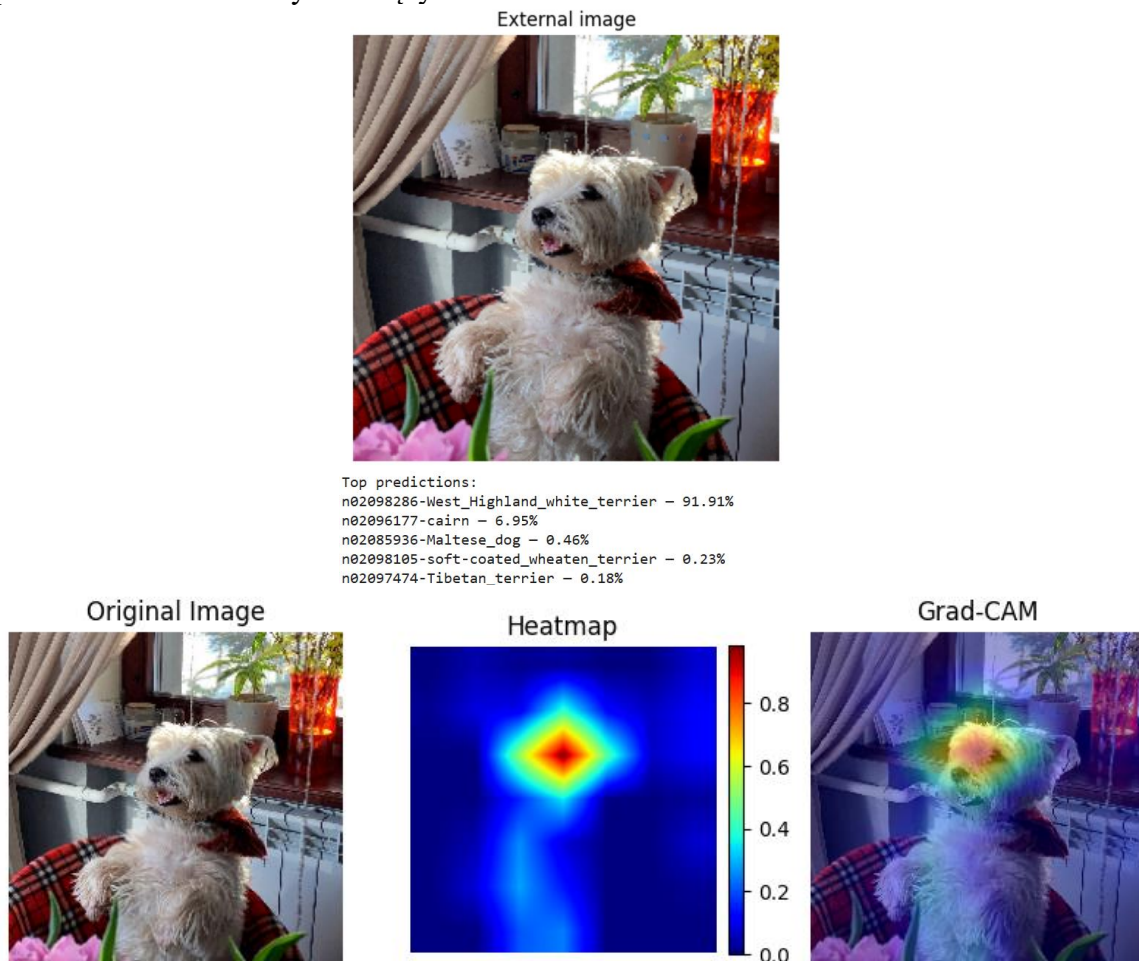 External image
Top predictions:
n02098286-West_Highland_white_terrier — 91.91%
n02096177-cairn — 6.95%
n02085936-Maltese_dog — 0.46%
n02098105-soft-coated_wheaten_terrier — 0.23%
n02097474-Tibetan_terrier — 0.18%
Original Image
Heatmap
Grad-CAM
0.8
0.6
0.4
0.2
0.0